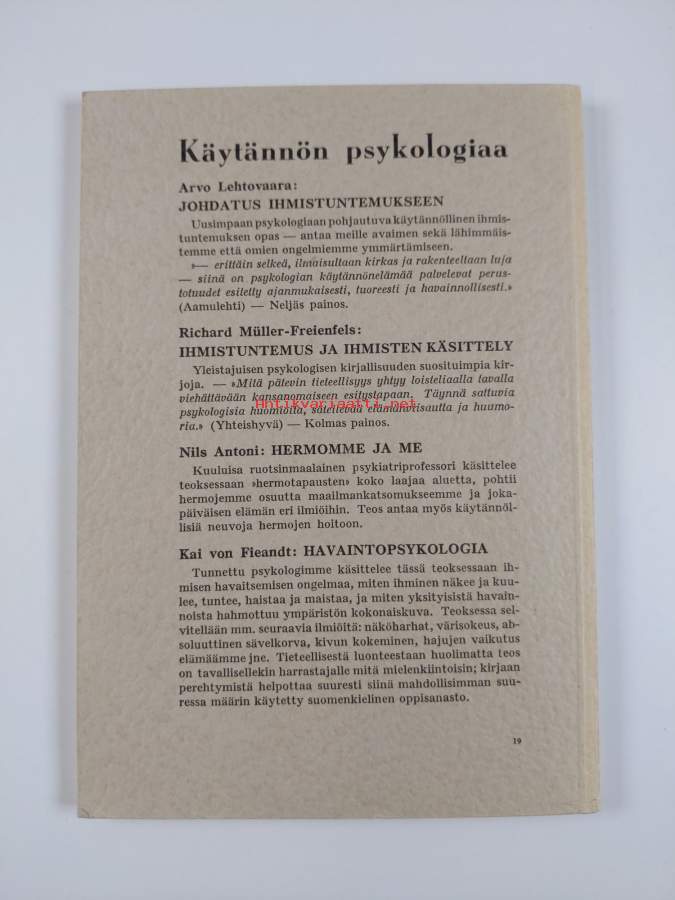 Käytännön psykologiaa
Arvo Lehtovaara:
JOHDATUS IHMISTUNTEMUKSEEN
Uusimpaan psykologiaan pohjautuva käytännöllinen ihmis-
tuntemuksen opas — antaa meille avaimen sekä lähimmäis-
temme että omien ongelmiemme ymmärtämiseen.
»— erittäin selkeä, ilmaisultaan kirkas ja rakenteeltaan luja
— siinä on psykologian käytännönelämää palvelevat perus-
totuudet esitelty ajanmukaisesti, tuoreesti ja havainnollisesti.»
(Aamulehti) — Neljäs painos.
Richard Müller-Freienfels:
IHMISTUNTEMUS JA IHMISTEN KÄSITTELY
Yleistajuisen psykologisen kirjallisuuden suosituimpia kir-
joja. — »Mitä pätevin tieteellisyys yhtyy loisteliaalla tavalla
viehättävään kansanomaiseen esitystapaan. Täynnä sattuvia
Antikvariaatti.net
psykologisia huomioita, säteilevää elämänviisautta ja huumo-
ria.» (Yhteishyvä) — Kolmas painos.
Nils Antoni: HERMOMME JA ME
Kuuluisa ruotsinmaalainen psykiatriprofessori käsittelee
teoksessaan »hermotapausten» koko laajaa aluetta, pohtii
hermojemme osuutta maailmankatsomukseemme ja joka-
päiväisen elämän eri ilmiöihin. Teos antaa myös käytännöl-
lisiä neuvoja hermojen hoitoon.
Kai von Fieandt: HAVAINTOPSYKOLOGIA
Tunnettu psykologimme käsittelee tässä teoksessaan ih-
misen havaitsemisen ongelmaa, miten ihminen näkee ja kuu-
lee, tuntee, haistaa ja maistaa, ja miten yksityisistä havain-
noista hahmottuu ympäristön kokonaiskuva. Teoksessa sel-
vitellään mm. seuraavia ilmiöitä: näköharhat, värisokeus, ab-
soluuttinen sävelkorva, kivun kokeminen, hajujen vaikutus
elämäämme jne. Tieteellisestä luonteestaan huolimatta teos
on tavallisellekin harrastajalle mitä mielenkiintoisin; kirjaan
perehtymistä helpottaa suuresti siinä mahdollisimman suu-
ressa määrin käytetty suomenkielinen oppisanasto.
19